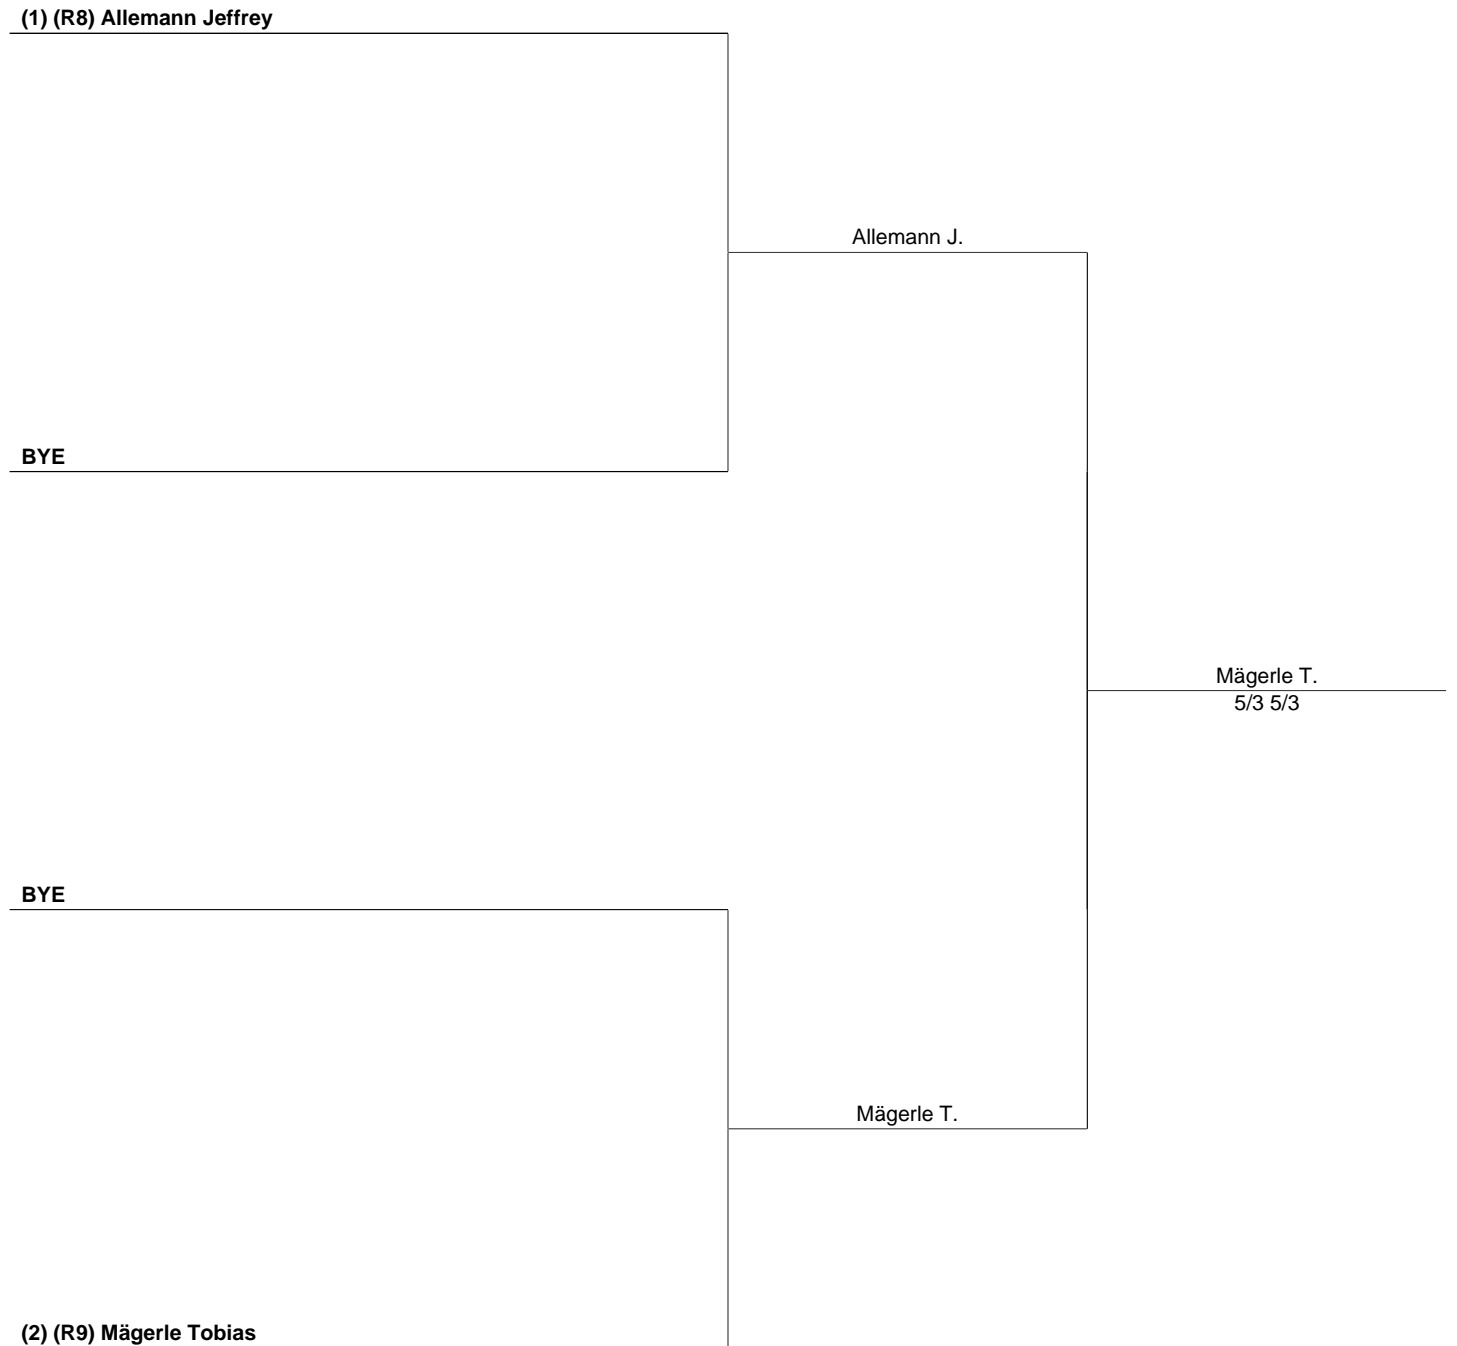 (1) (R8) Allemann Jeffrey
Allemann J.
BYE
Mägerle T.
5/3 5/3
BYE
Mägerle T.
(2) (R9) Mägerle Tobias